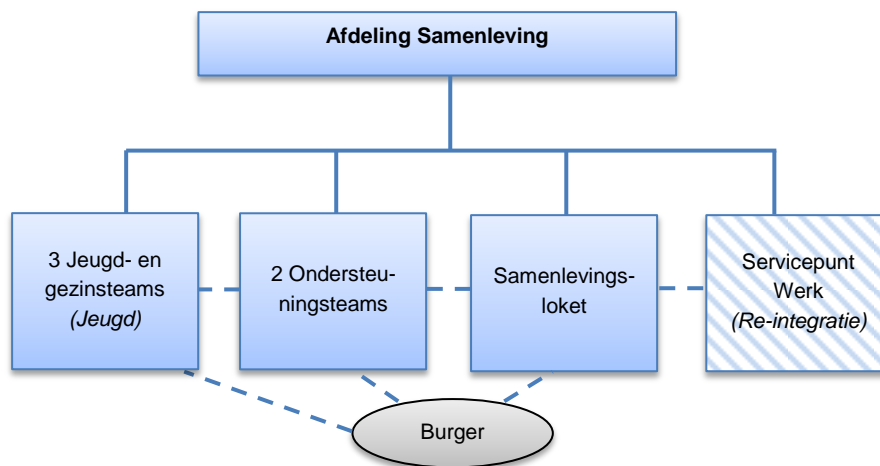 Afdeling Samenleving
3 Jeugd- en
gezinsteams
(Jeugd)
2 Ondersteu-
ningsteams
Samenlevings-
loket
Servicepunt
Werk
(Re-integratie)
Burger